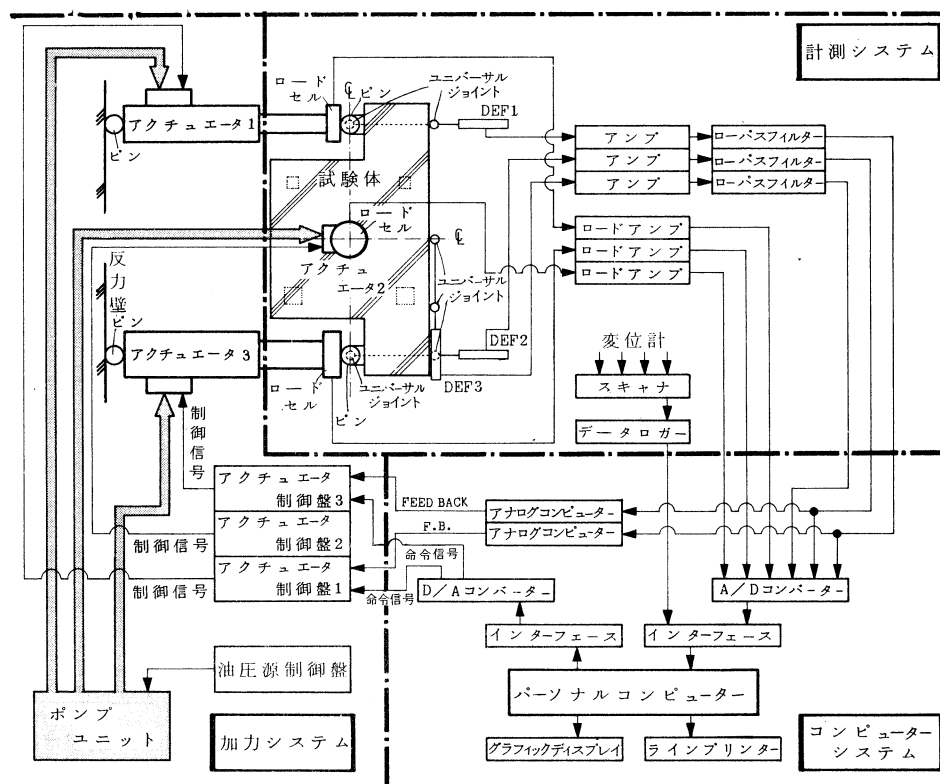 計測システム
ロード
セル
℄ ピン
ユニバーサル
ジョイント
DEF1
アクチュエータ1
ピン
アンプ
ローパスフィルター
アンプ
ローパスフィルター
アンプ
ローパスフィルター
試験体
ロード
セル
℄
アクチュ
エータ2
ユニバーサル
ジョイント
ロードアンプ
ロードアンプ
ロードアンプ
反力壁
ピン
アクチュエータ3
ロード
セル
ユニバーサル
ジョイント
ピン
DEF2
DEF3
変位計
スキャナ
データロガー
制御信号
アクチュエータ
制御盤3
アクチュエータ
制御盤2
アクチュエータ
制御盤1
制御信号
制御信号
FEED BACK
F.B.
命令信号
命令信号
アナログコンピューター
アナログコンピューター
D/Aコンバーター
A/Dコンバーター
インターフェース
インターフェース
パーソナルコンピューター
グラフィックディスプレイ
ラインプリンター
油圧源制御盤
ポンプ
ユニット
加力システム
コンピューター
システム